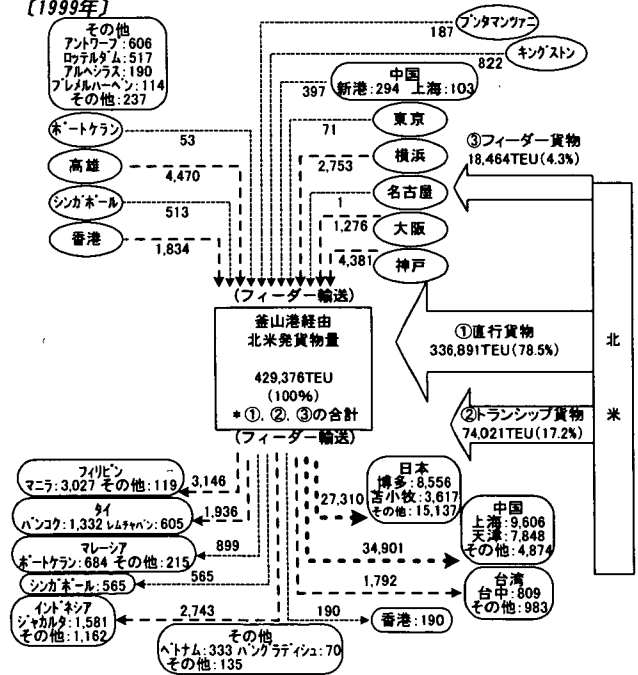 〔1999年〕
その他
アントワープ:606
ロッテルダム:517
アルヘシラス:190
ブレメルハーベン:114
その他:237
187
プンタマンツァニ
822
キングストン
397
中国
新港:294 上海:103
ポートケラン
53
71
東京
高雄
4,470
2,753
横浜
シンガポール
513
1
名古屋
香港
1,834
1,276
大阪
4,381
神戸
③フィーダー貨物
18,464TEU(4.3%)
(フィーダー輸送)
釜山港経由
北米発貨物量
429,376TEU
(100%)
*①、②、③の合計
(フィーダー輸送)
①直行貨物
336,891TEU(78.5%)
②トランシップ貨物
74,021TEU(17.2%)
北
米
フィリピン
マニラ:3,027 その他:119
3,146
タイ
バンコク:1,332 レムチャバン:605
1,936
マレーシア
ポートケラン:684 その他:215
899
シンガポール:565
565
インドネシア
ジャカルタ:1,581
その他:1,162
2,743
その他
ベトナム:333 バングラディシュ:70
その他:135
190
香港:190
27,310
日本
博多:8,556
苫小牧:3,617
その他:15,137
34,901
中国
上海:9,606
天津:7,848
その他:4,874
1,792
台湾
台中:809
その他:983